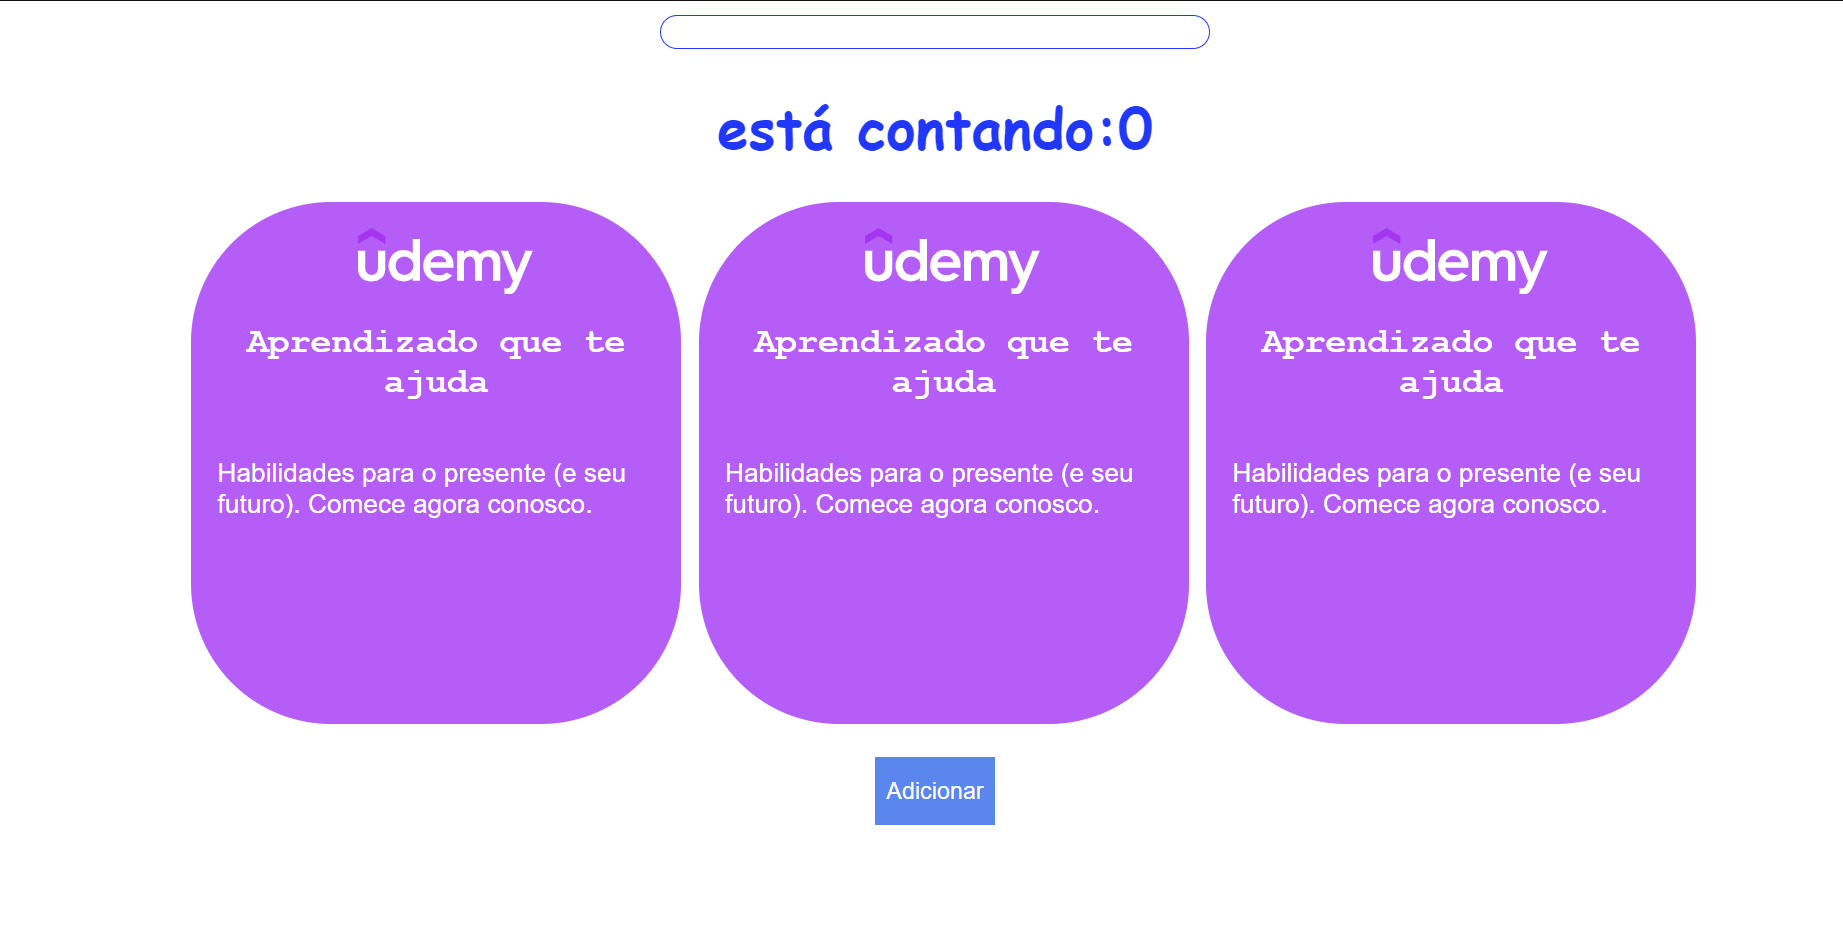 está contando:0
udemy
Aprendizado que te
ajuda
Habilidades para o presente (e seu
futuro). Comece agora conosco.
udemy
Aprendizado que te
ajuda
Habilidades para o presente (e seu
futuro). Comece agora conosco.
udemy
Aprendizado que te
ajuda
Habilidades para o presente (e seu
futuro). Comece agora conosco.
Adicionar